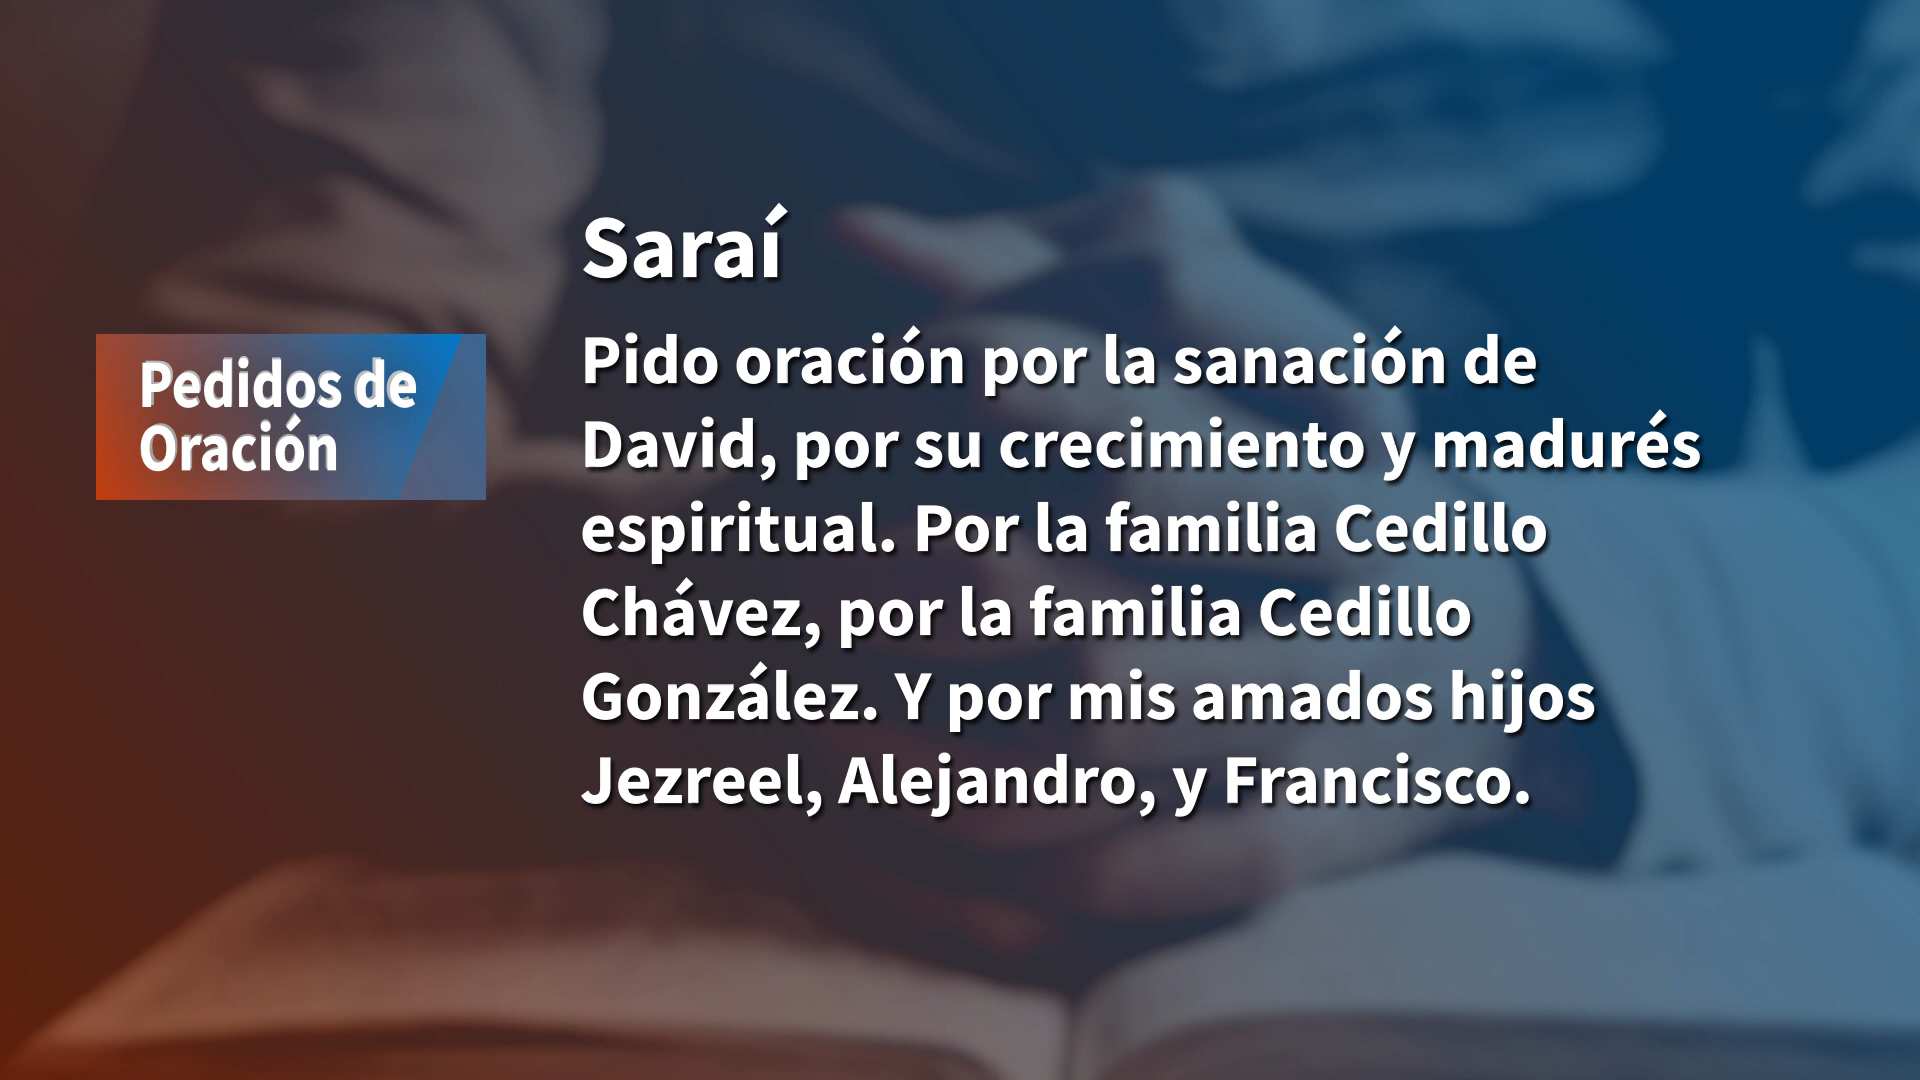 Saraí
Pedidos de
Oración
Pido oración por la sanación de
David, por su crecimiento y madurés
espiritual. Por la familia Cedillo
Chávez, por la familia Cedillo
González. Y por mis amados hijos
Jezreel, Alejandro, y Francisco.